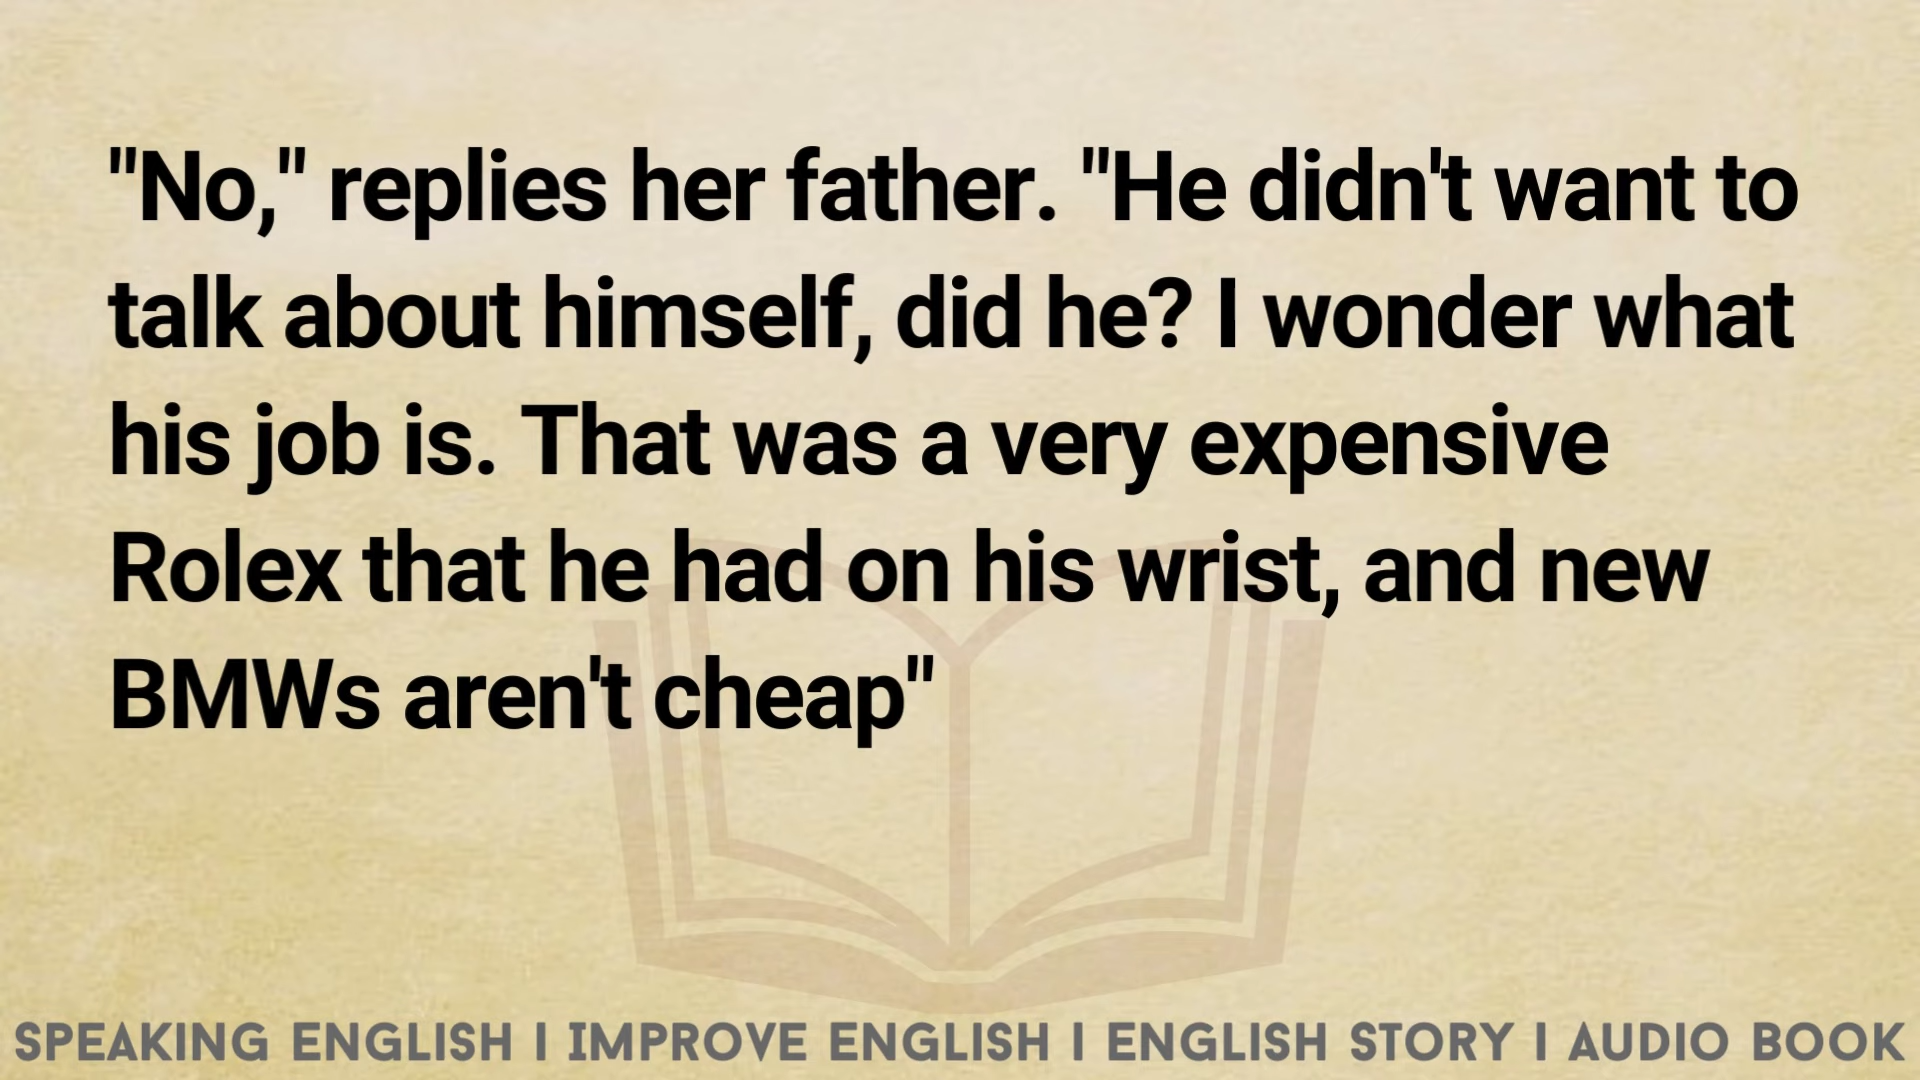 "No," replies her father. "He didn't want to
talk about himself, did he? I wonder what
his job is. That was a very expensive
Rolex that he had on his wrist, and new
BMWs aren't cheap"
SPEAKING ENGLISH I IMPROVE ENGLISH I ENGLISH STORY I AUDIO BOOK